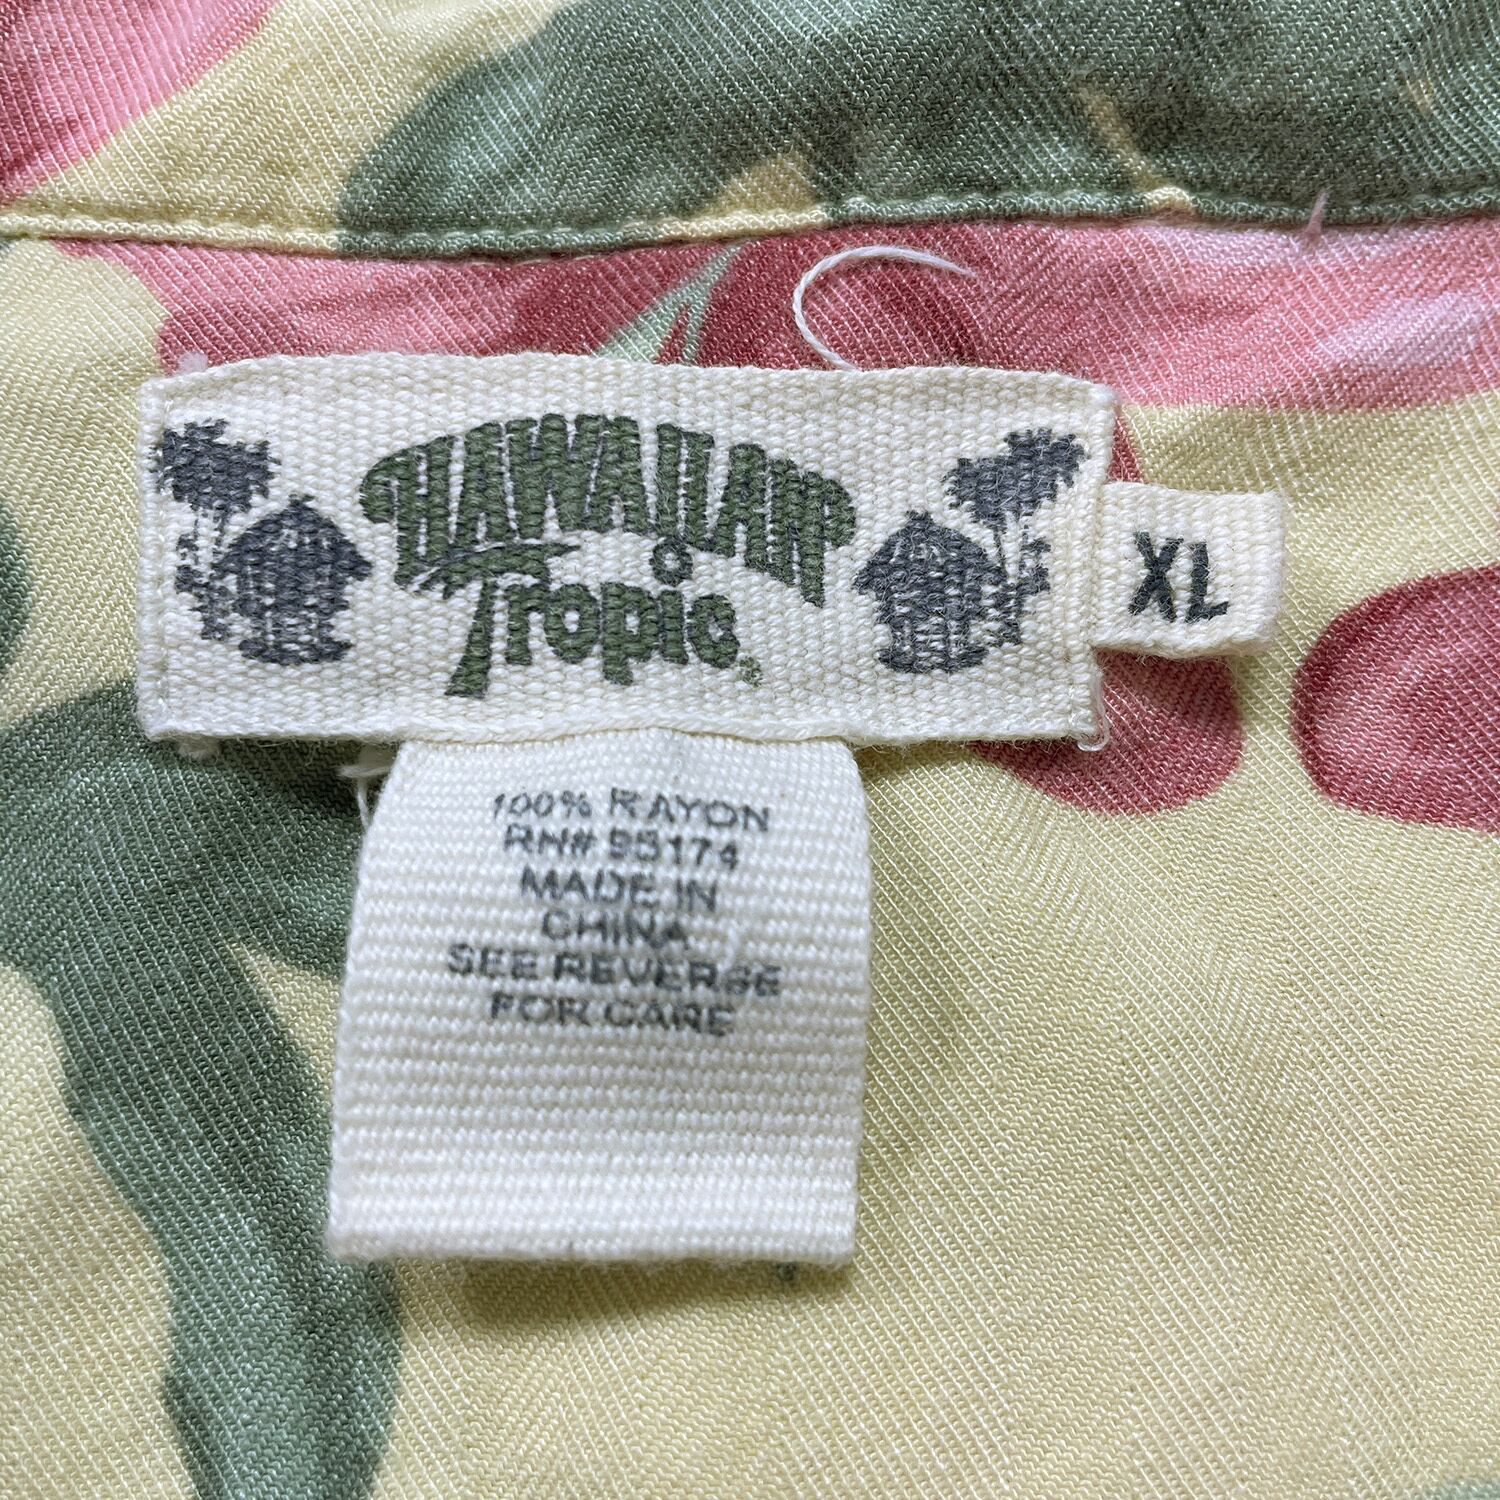 HAWAIIAN
Tropic®
XL
100% RAYON
RN# 95174
MADE IN
CHINA
SEE REVERSE
FOR CARE